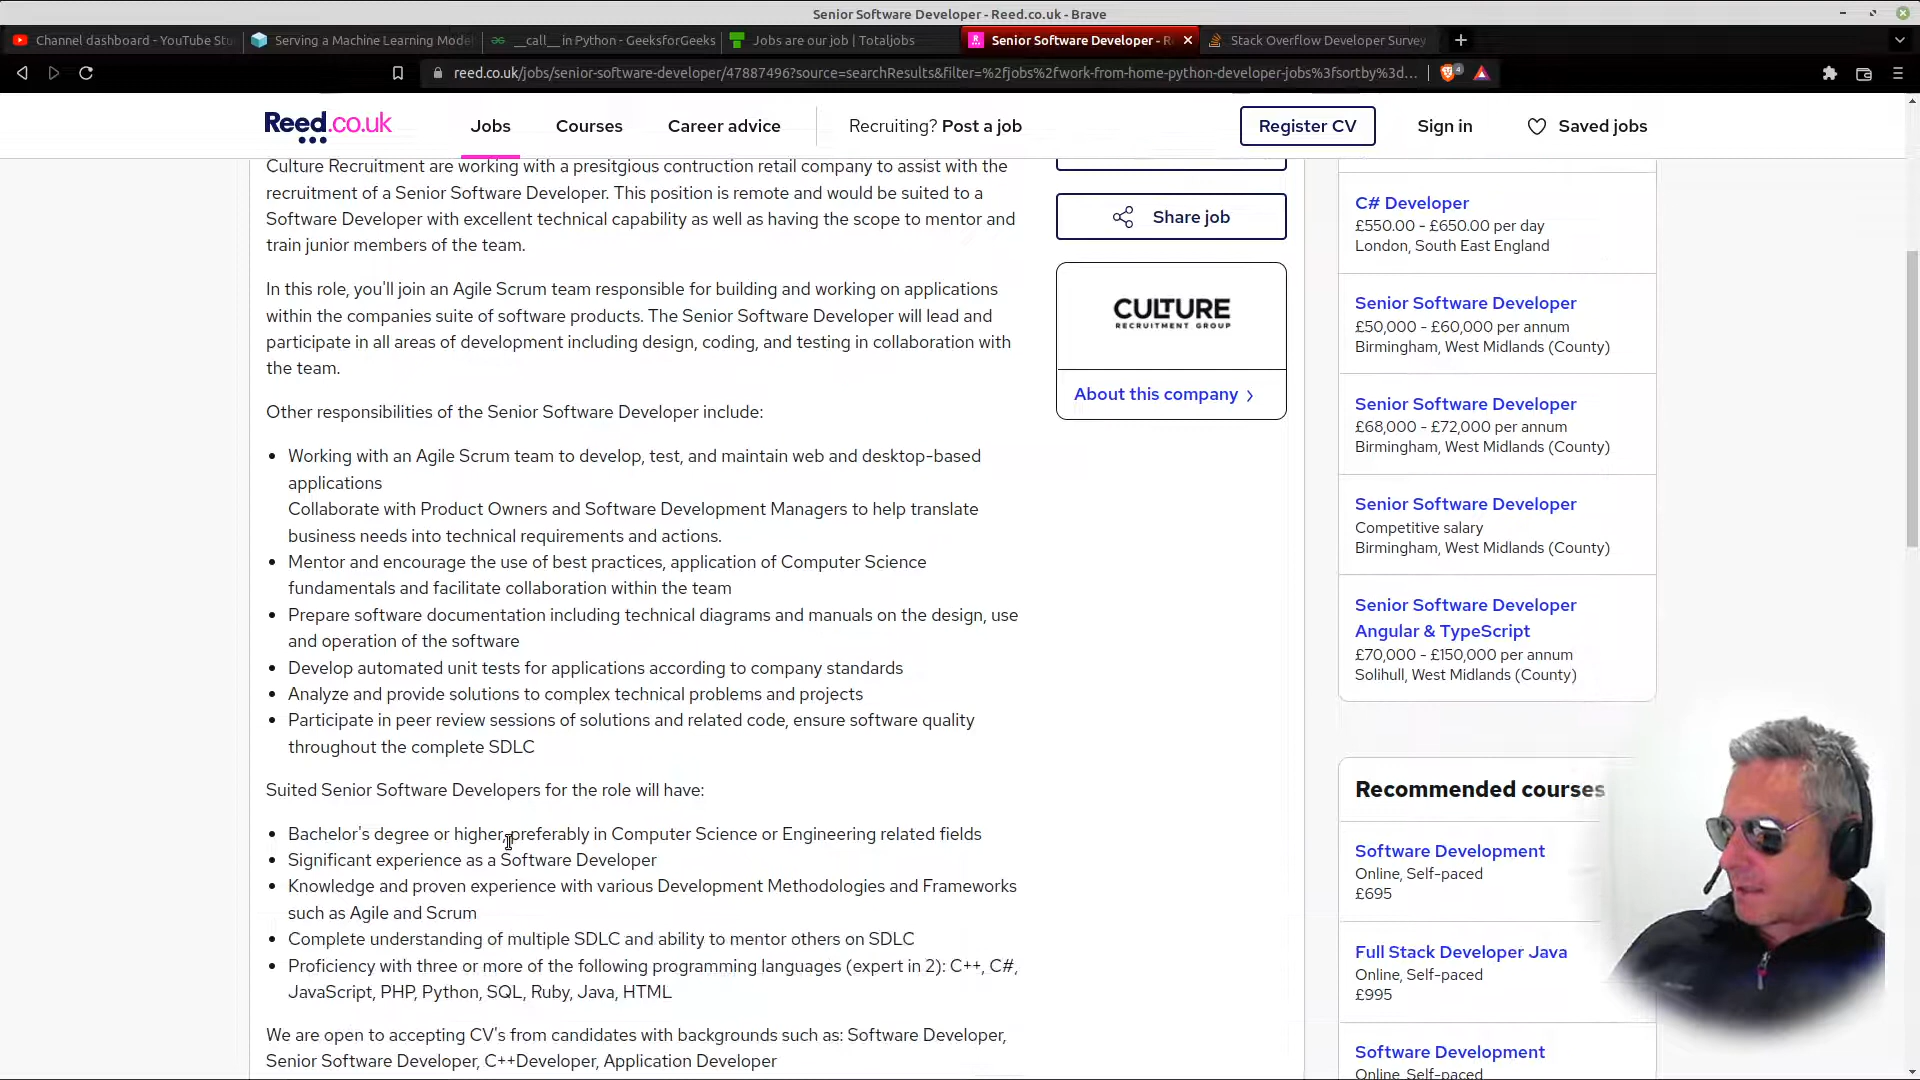 Senior Software Developer - Reed.co.uk - Brave
Channel dashboard - YouTube Stu
Serving a Machine Learning Mode
__call__ in Python - GeeksforGeeks
Jobs are our job | Totaljobs
Senior Software Developer - R
Stack Overflow Developer Survey
reed.co.uk/jobs/senior-software-developer/47887496?source=searchResults&filter=%2fjobs%2fwork-from-home-python-developer-jobs%3fsortby%3d...
4
Reed.co.uk
Jobs
Courses
Career advice
Recruiting? Post a job
Register CV
Sign in
Saved jobs
Culture Recruitment are working with a presitgious contruction retail company to assist with the
recruitment of a Senior Software Developer. This position is remote and would be suited to a
Software Developer with excellent technical capability as well as having the scope to mentor and
train junior members of the team.
In this role, you'll join an Agile Scrum team responsible for building and working on applications
within the companies suite of software products. The Senior Software Developer will lead and
participate in all areas of development including design, coding, and testing in collaboration with
the team.
Other responsibilities of the Senior Software Developer include:
Working with an Agile Scrum team to develop, test, and maintain web and desktop-based
applications
Collaborate with Product Owners and Software Development Managers to help translate
business needs into technical requirements and actions.
Mentor and encourage the use of best practices, application of Computer Science
fundamentals and facilitate collaboration within the team
Prepare software documentation including technical diagrams and manuals on the design, use
and operation of the software
Develop automated unit tests for applications according to company standards
Analyze and provide solutions to complex technical problems and projects
Participate in peer review sessions of solutions and related code, ensure software quality
throughout the complete SDLC
Suited Senior Software Developers for the role will have:
Bachelor's degree or higher, preferably in Computer Science or Engineering related fields
Significant experience as a Software Developer
Knowledge and proven experience with various Development Methodologies and Frameworks
such as Agile and Scrum
Complete understanding of multiple SDLC and ability to mentor others on SDLC
Proficiency with three or more of the following programming languages (expert in 2): C++, C#,
JavaScript, PHP, Python, SQL, Ruby, Java, HTML
We are open to accepting CV's from candidates with backgrounds such as: Software Developer,
Senior Software Developer, C++Developer, Application Developer
Share job
CULTURE
RECRUITMENT GROUP
About this company
C# Developer
£550.00 - £650.00 per day
London, South East England
Senior Software Developer
£50,000 - £60,000 per annum
Birmingham, West Midlands (County)
Senior Software Developer
£68,000 - £72,000 per annum
Birmingham, West Midlands (County)
Senior Software Developer
Competitive salary
Birmingham, West Midlands (County)
Senior Software Developer
Angular & TypeScript
£70,000 - £150,000 per annum
Solihull, West Midlands (County)
Recommended courses
Software Development
Online, Self-paced
£695
Full Stack Developer Java
Online, Self-paced
£995
Software Development
Online, Self-paced